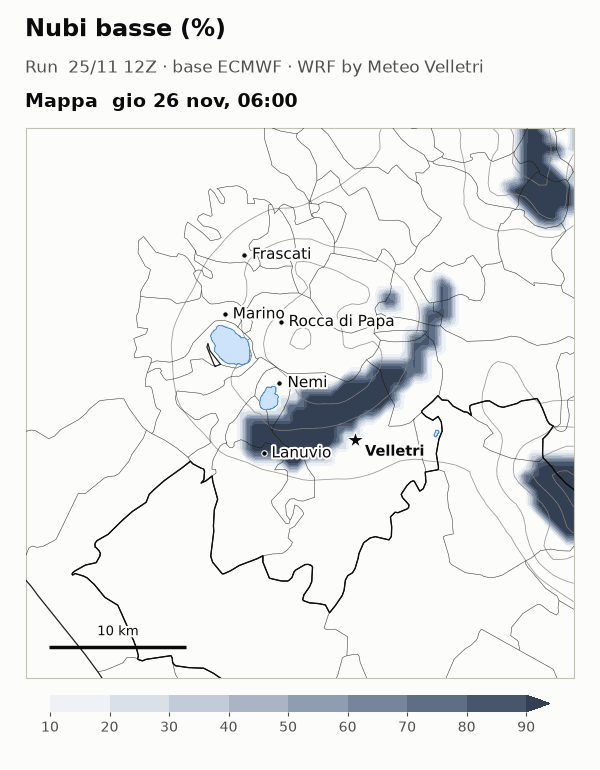 Nubi basse (%)
Run  25/11 12Z · base ECMWF · WRF by Meteo Velletri
Mappa  gio 26 nov, 06:00
Frascati
Marino
Rocca di Papa
Nemi
Lanuvio
Velletri
10 km
10 20 30 40 50 60 70 80 90